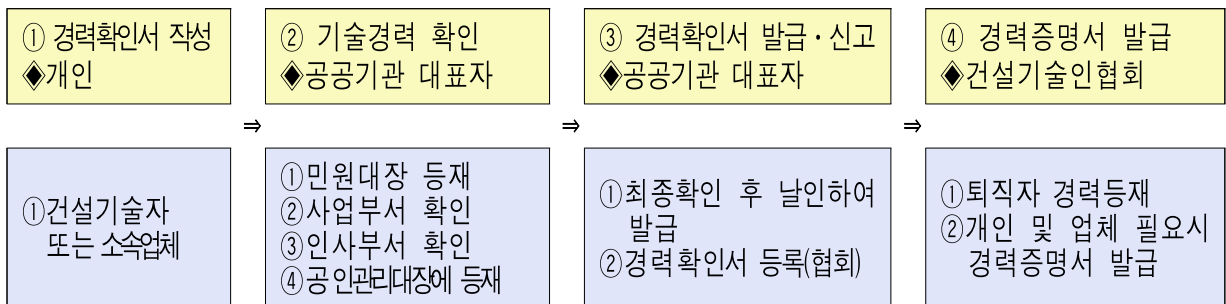 ① 경력확인서 작성
◈개인
② 기술경력 확인
◈공공기관 대표자
③ 경력확인서 발급·신고
◈공공기관 대표자
④ 경력증명서 발급
◈건설기술인협회
⇒
⇒
⇒
①건설기술자
또는 소속업체
①민원대장 등재
②사업부서 확인
③인사부서 확인
④공인관리대장에 등재
①최종확인 후 날인하여
발급
②경력확인서 등록(협회)
①퇴직자 경력등재
②개인 및 업체 필요시
경력증명서 발급